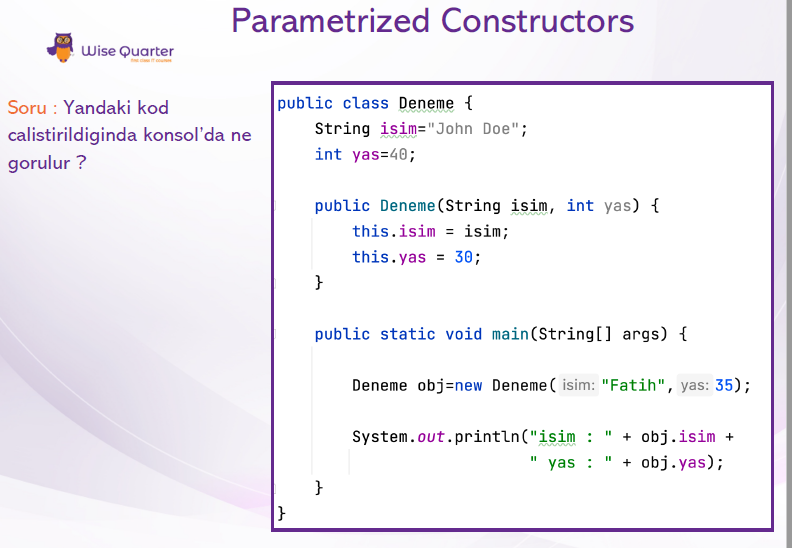 Parametrized Constructors
Wise Quarter
first class IT courses
Soru : Yandaki kod
calistirildiginda konsol'da ne
gorulur ?
public class Deneme {
String isim="John Doe";
int yas=40;
public Deneme(String isim, int yas) {
this.isim = isim;
this.yas = 30;
}
public static void main(String[] args) {
Deneme obj=new Deneme( isim: "Fatih", yas: 35);
System.out.println("isim : " + obj.isim +
" yas : " + obj.yas);
}
}